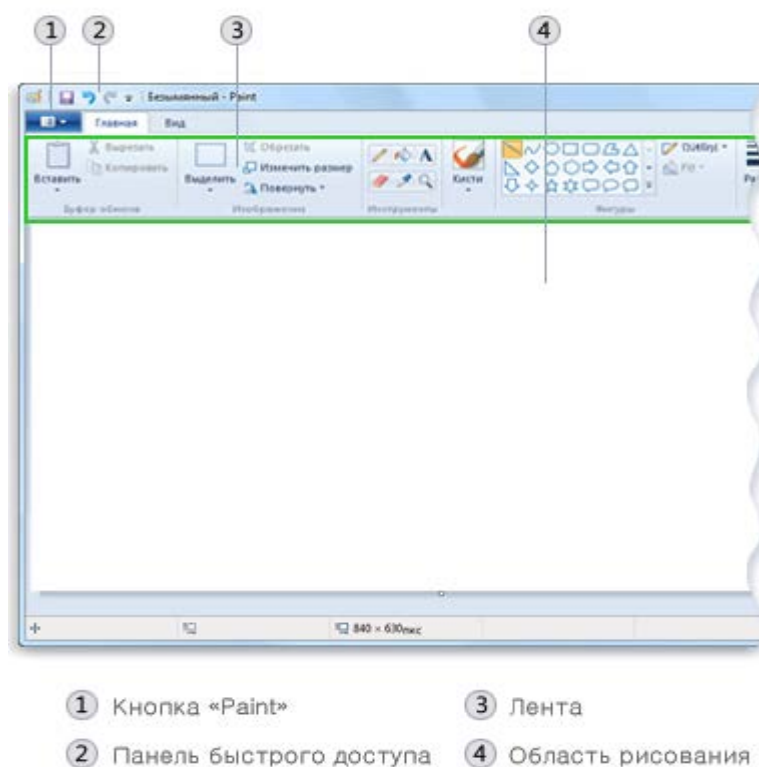 1 2 3 4
Безымянный - Paint
Главная Вид
Вставить
Вырезать
Копировать
Буфер обмена
Выделить
Обрезать
Изменить размер
Повернуть
Изображение
Инструменты
Кисти
Фигуры
Outline
Fill
840 × 630пикс
1 Кнопка «Paint»
2 Панель быстрого доступа
3 Лента
4 Область рисования